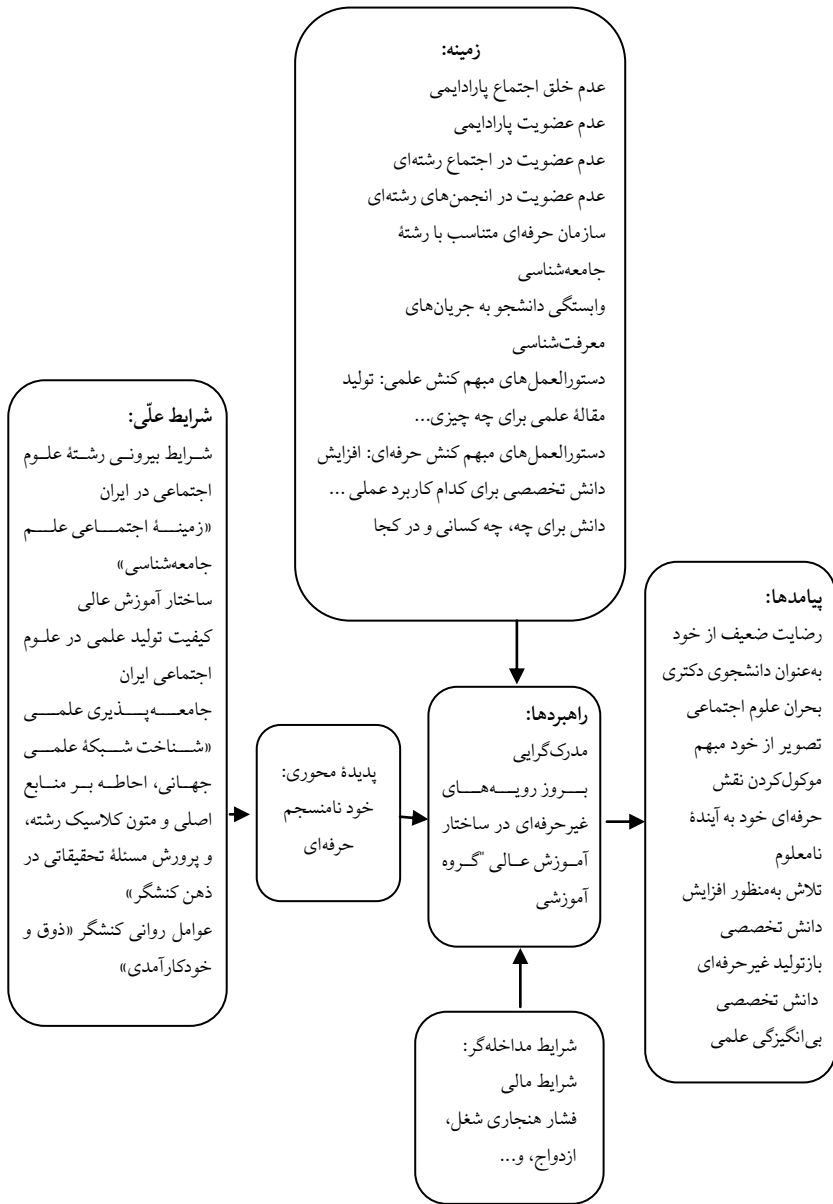 زمینه:
عدم خلق اجتماع پارادایمی
عدم عضویت پارادایمی
عدم عضویت در اجتماع رشته‌ای
عدم عضویت در انجمن‌های رشته‌ای
سازمان حرفه‌ای متناسب با رشتۀ
جامعه‌شناسی
وابستگی دانشجو به جریان‌های
معرفت‌شناسی
دستورالعمل‌های مبهم کنش علمی: تولید
مقالۀ علمی برای چه چیزی...
دستورالعمل‌های مبهم کنش حرفه‌ای: افزایش
دانش تخصصی برای کدام کاربرد عملی ...
دانش برای چه، چه کسانی و در کجا
شرایط علّی:
شرایط بیرونی رشتۀ علوم
اجتماعی در ایران
«زمینۀ اجتماعی علم
جامعه‌شناسی»
ساختار آموزش عالی
کیفیت تولید علمی در علوم
اجتماعی ایران
جامعه‌پذیری علمی
«شناخت شبکۀ علمی
جهانی، احاطه بر منابع
اصلی و متون کلاسیک رشته،
و پرورش مسئلۀ تحقیقاتی در
ذهن کنشگر»
عوامل روانی کنشگر «ذوق و
خودکارآمدی»
پدیدۀ محوری:
خود نامنسجم
حرفه‌ای
راهبردها:
مدرک‌گرایی
بروز رویه‌های
غیرحرفه‌ای در ساختار
آموزش عالی "گروه
آموزشی
شرایط مداخله‌گر:
شرایط مالی
فشار هنجاری شغل،
ازدواج، و...
پیامدها:
رضایت ضعیف از خود
به‌عنوان دانشجوی دکتری
بحران علوم اجتماعی
تصویر از خود مبهم
موکول‌کردن نقش
حرفه‌ای خود به آیندۀ
نامعلوم
تلاش به‌منظور افزایش
دانش تخصصی
بازتولید غیرحرفه‌ای
دانش تخصصی
بی‌انگیزگی علمی